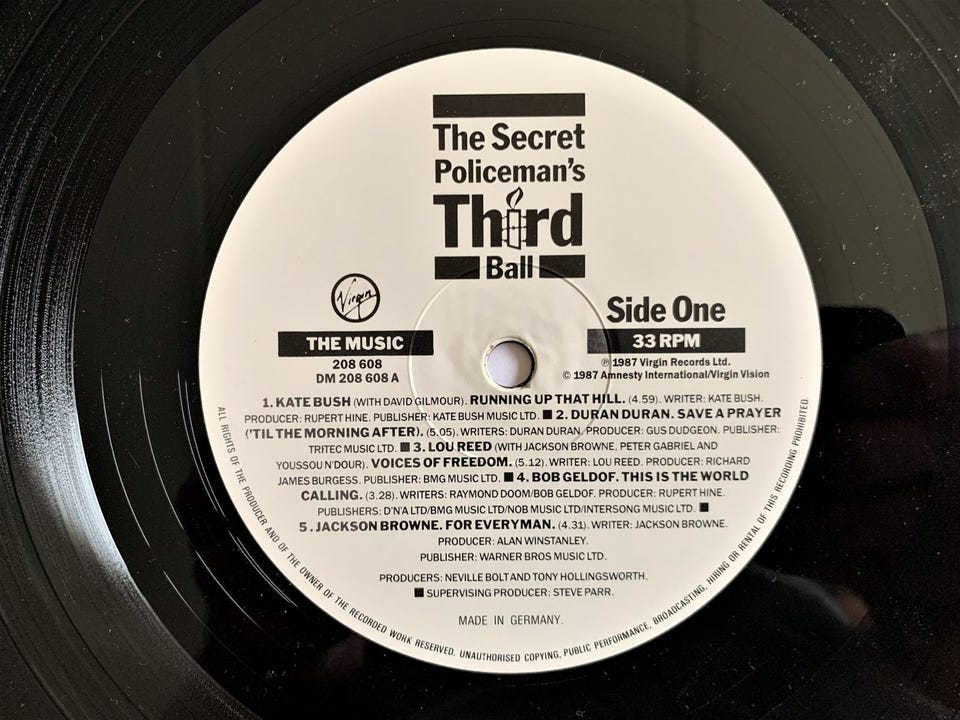 The Secret
Policeman's
Third
Ball
Virgin
THE MUSIC
208 608
DM 208 608 A
Side One
33 RPM
℗ 1987 Virgin Records Ltd.
© 1987 Amnesty International/Virgin Vision
1. KATE BUSH (WITH DAVID GILMOUR). RUNNING UP THAT HILL. (4.59). WRITER: KATE BUSH.
PRODUCER: RUPERT HINE. PUBLISHER: KATE BUSH MUSIC LTD. ■ 2. DURAN DURAN. SAVE A PRAYER
('TIL THE MORNING AFTER). (5.05). WRITERS: DURAN DURAN. PRODUCER: GUS DUDGEON. PUBLISHER:
TRITEC MUSIC LTD. ■ 3. LOU REED (WITH JACKSON BROWNE, PETER GABRIEL AND
YOUSSOU N'DOUR). VOICES OF FREEDOM. (5.12). WRITER: LOU REED. PRODUCER: RICHARD
JAMES BURGESS. PUBLISHER: BMG MUSIC LTD. ■ 4. BOB GELDOF. THIS IS THE WORLD
CALLING. (3.28). WRITERS: RAYMOND DOOM/BOB GELDOF. PRODUCER: RUPERT HINE.
PUBLISHERS: D'N'A LTD/BMG MUSIC LTD/NOB MUSIC LTD/INTERSONG MUSIC LTD. ■
5. JACKSON BROWNE. FOR EVERYMAN. (4.31). WRITER: JACKSON BROWNE.
PRODUCER: ALAN WINSTANLEY.
PUBLISHER: WARNER BROS MUSIC LTD.
PRODUCERS: NEVILLE BOLT AND TONY HOLLINGSWORTH.
■ SUPERVISING PRODUCER: STEVE PARR.
MADE IN GERMANY.
ALL RIGHTS OF THE PRODUCER AND OF THE OWNER OF THE RECORDED WORK RESERVED. UNAUTHORISED COPYING, PUBLIC PERFORMANCE, BROADCASTING, HIRING OR RENTAL OF THIS RECORDING PROHIBITED.